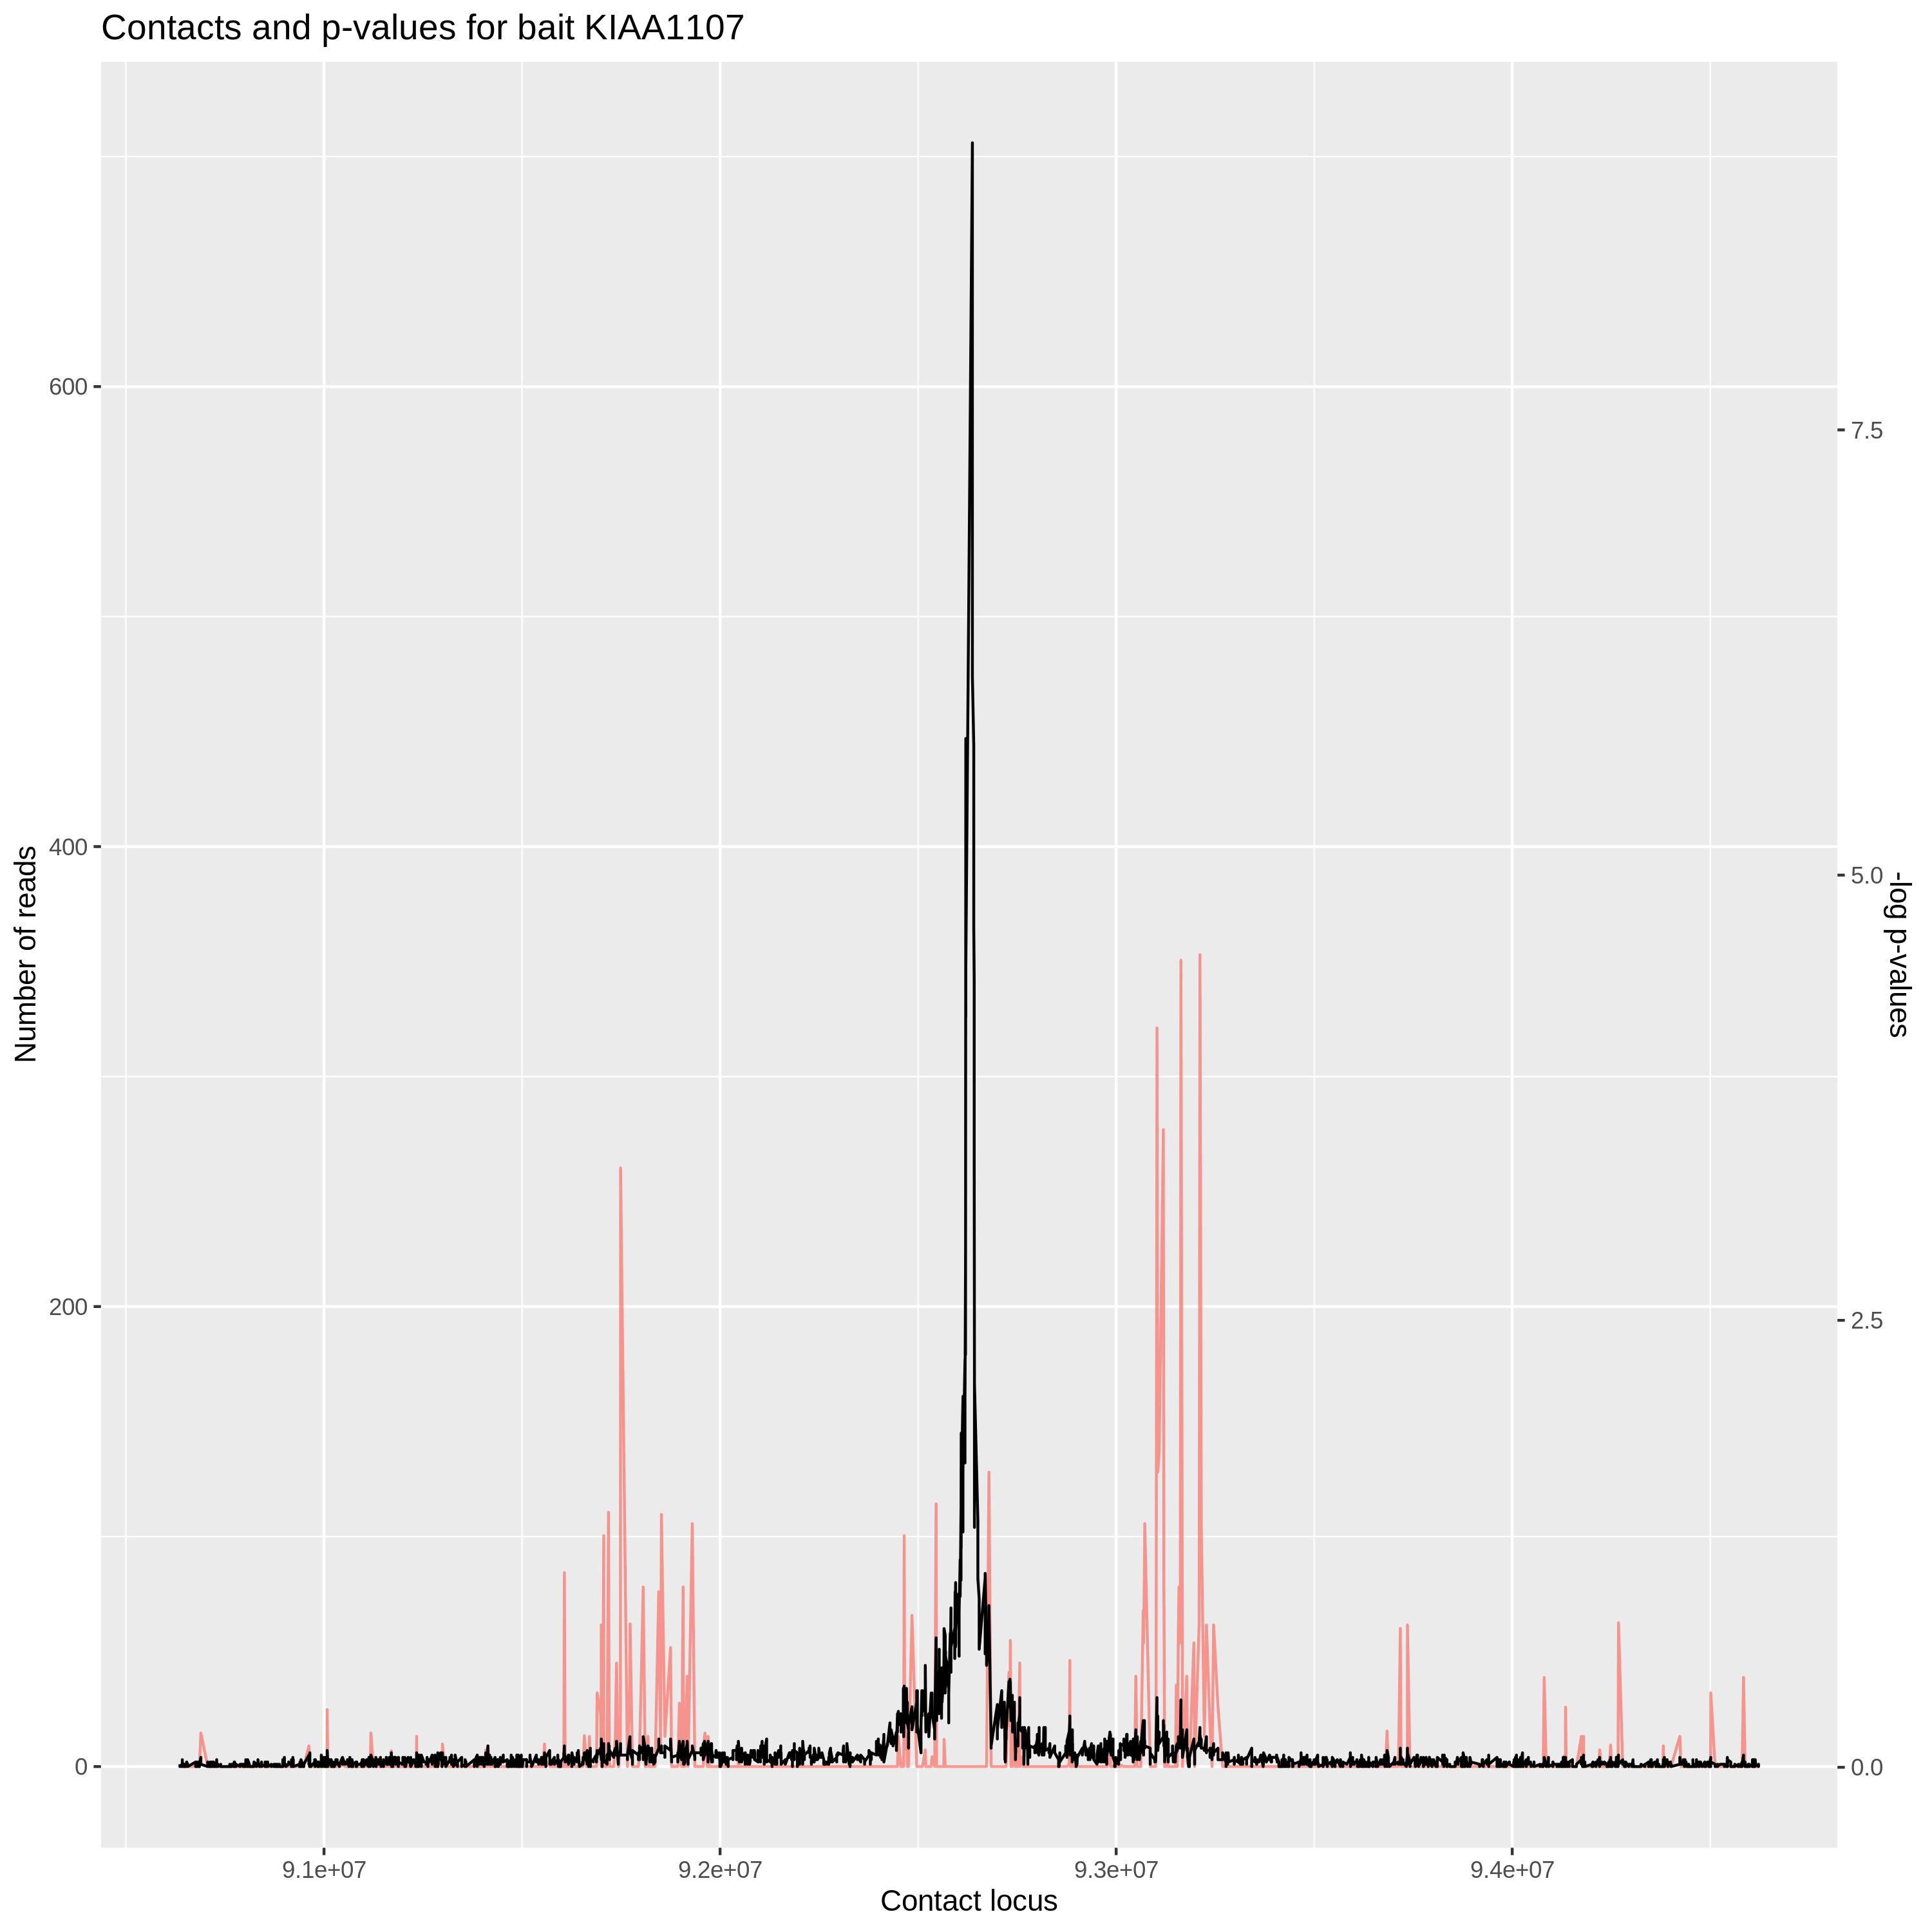 Contacts and p-values for bait KIAA1107
Number of reads
600
400
200
0
7.5
5.0
2.5
0.0
-log p-values
9.1e+07 9.2e+07 9.3e+07 9.4e+07
Contact locus